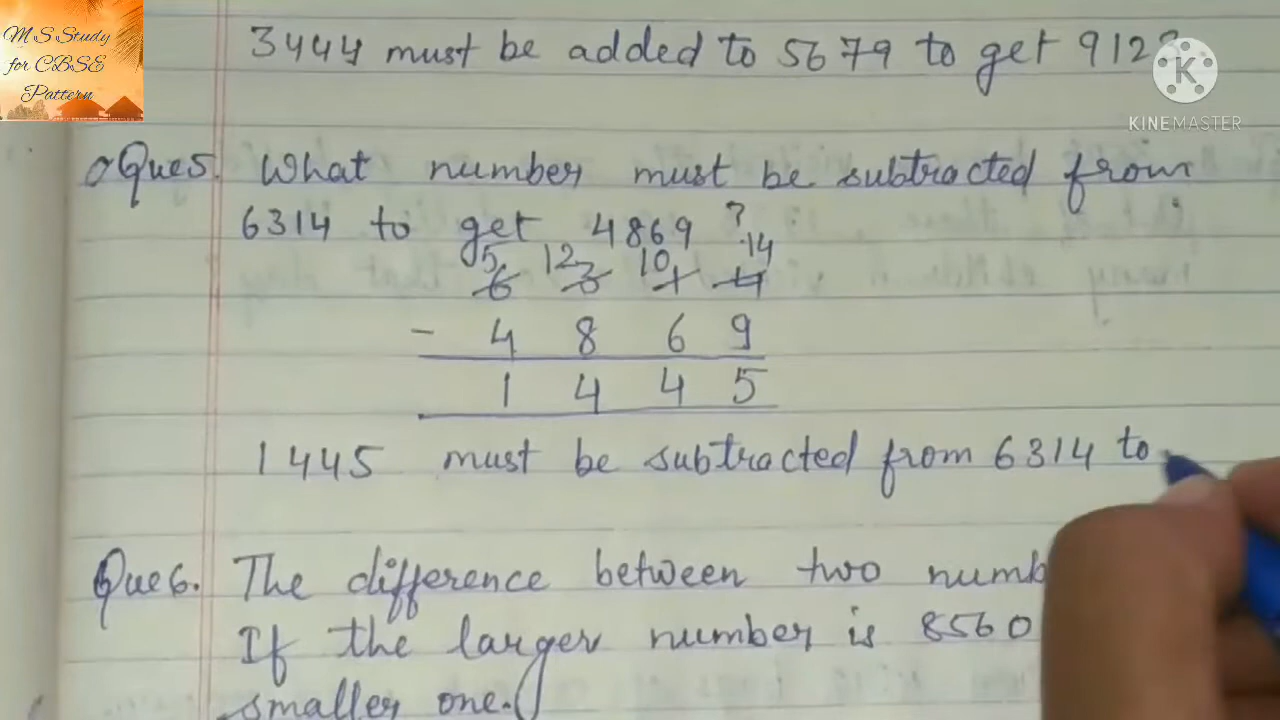 M S Study
for CBSE
Pattern
3444 must be added to 5679 to get 912
KINEMASTER
Que5. What number must be subtracted from
6314 to get 4869 ?
5 12 10 14
6 3 1 4
- 4 8 6 9
1 4 4 5
1445 must be subtracted from 6314 to
Que 6. The difference between two numb
If the larger number is 8560
smaller one.